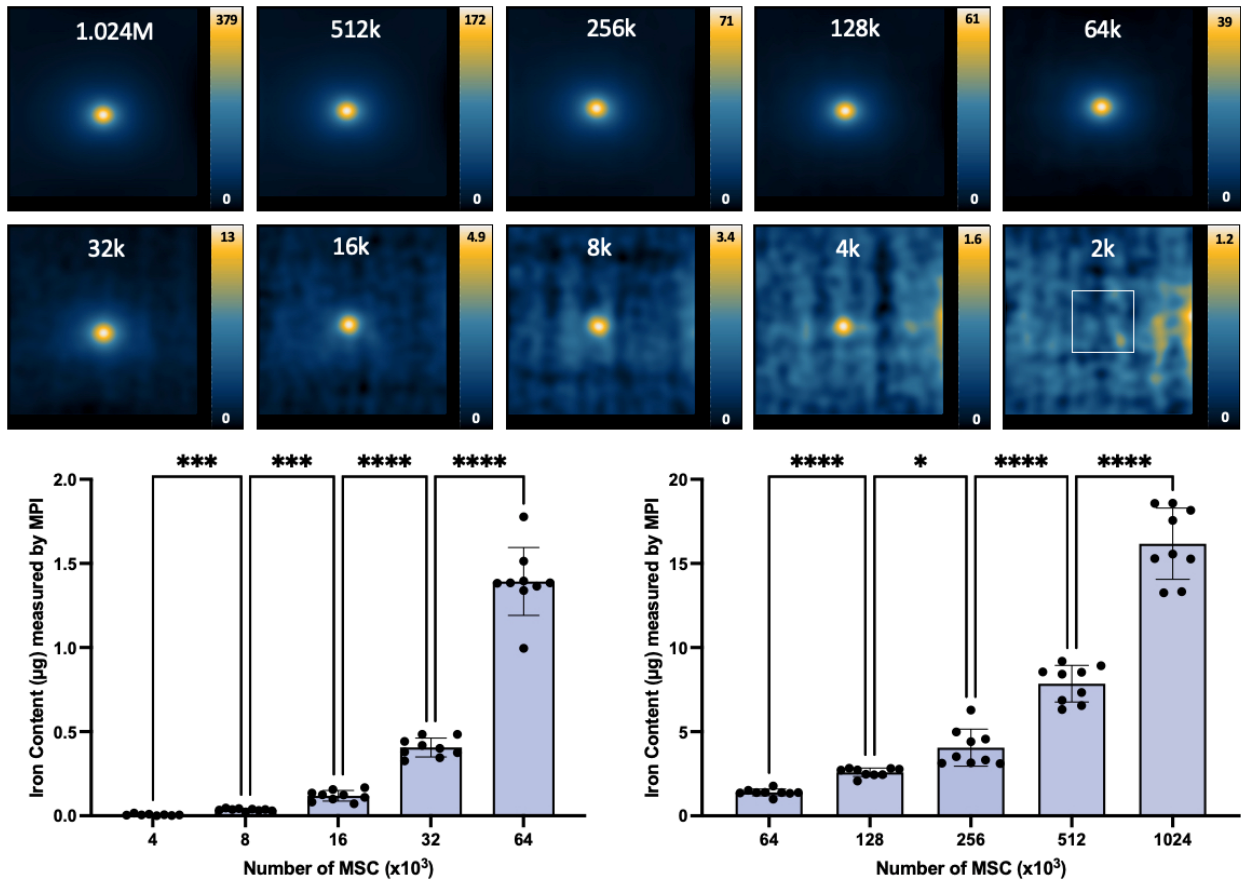 1.024M
379
0
512k
172
0
256k
71
0
128k
61
0
64k
39
0
32k
13
0
16k
4.9
0
8k
3.4
0
4k
1.6
0
2k
1.2
0
Iron Content (µg) measured by MPI
2.0
1.5
1.0
0.5
0.0
*** *** **** ****
4 8 16 32 64
Number of MSC (x10³)
Iron Content (µg) measured by MPI
20
15
10
5
0
**** * **** ****
64 128 256 512 1024
Number of MSC (x10³)